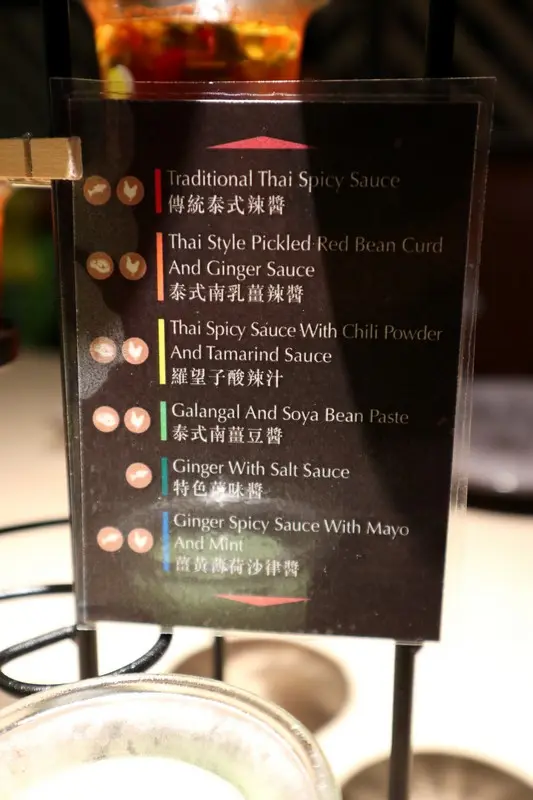 Traditional Thai Spicy Sauce
傳統泰式辣醬
Thai Style Pickled Red Bean Curd
And Ginger Sauce
泰式南乳薑辣醬
Thai Spicy Sauce With Chili Powder
And Tamarind Sauce
羅望子酸辣汁
Galangal And Soya Bean Paste
泰式南薑豆醬
Ginger With Salt Sauce
特色薑味醬
Ginger Spicy Sauce With Mayo
And Mint
薑黃薄荷沙律醬